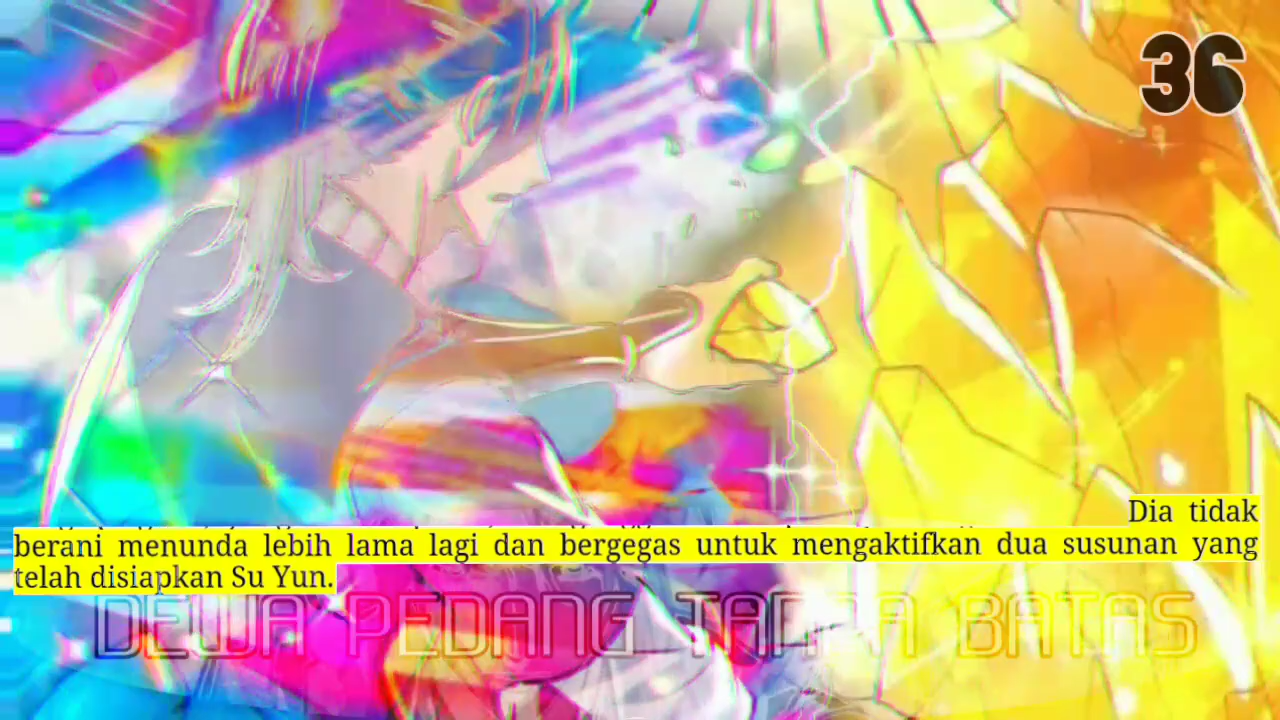 36
Dia tidak
berani menunda lebih lama lagi dan bergegas untuk mengaktifkan dua susunan yang
telah disiapkan Su Yun.
DEWA PEDANG TANPA BATAS